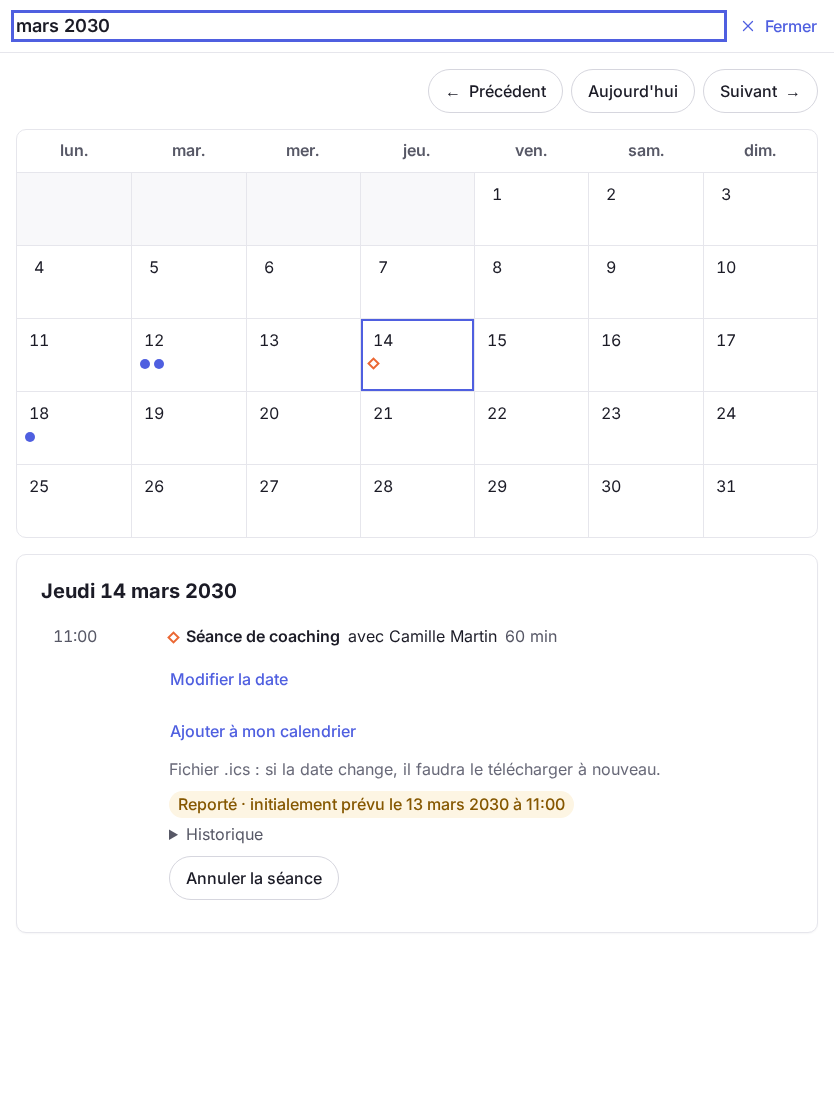 mars 2030
Fermer
← Précédent
Aujourd'hui
Suivant →
lun. mar. mer. jeu. ven. sam. dim.
1 2 3
4 5 6 7 8 9 10
11 12 13 14 15 16 17
18 19 20 21 22 23 24
25 26 27 28 29 30 31
Jeudi 14 mars 2030
11:00 Séance de coaching avec Camille Martin 60 min
Modifier la date
Ajouter à mon calendrier
Fichier .ics : si la date change, il faudra le télécharger à nouveau.
Reporté · initialement prévu le 13 mars 2030 à 11:00
Historique
Annuler la séance